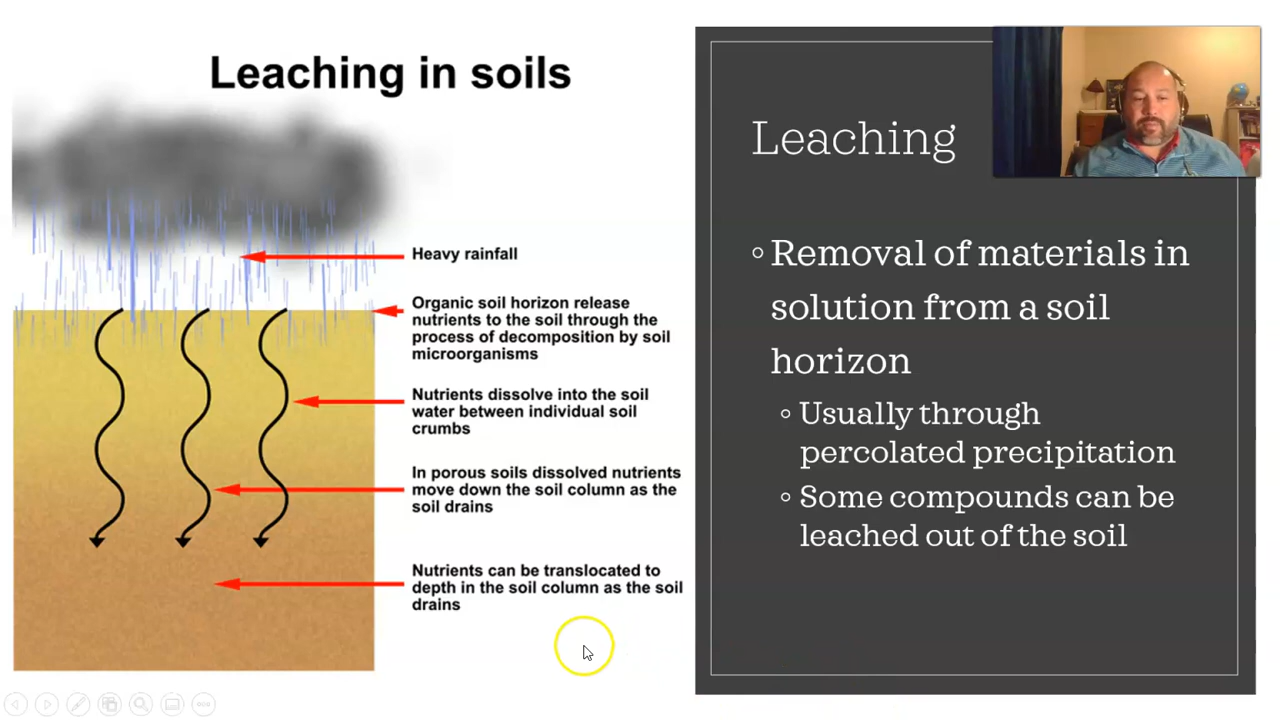 Leaching in soils
Heavy rainfall
Organic soil horizon release
nutrients to the soil through the
process of decomposition by soil
microorganisms
Nutrients dissolve into the soil
water between individual soil
crumbs
In porous soils dissolved nutrients
move down the soil column as the
soil drains
Nutrients can be translocated to
depth in the soil column as the soil
drains
Leaching
Removal of materials in
solution from a soil
horizon
Usually through
percolated precipitation
Some compounds can be
leached out of the soil